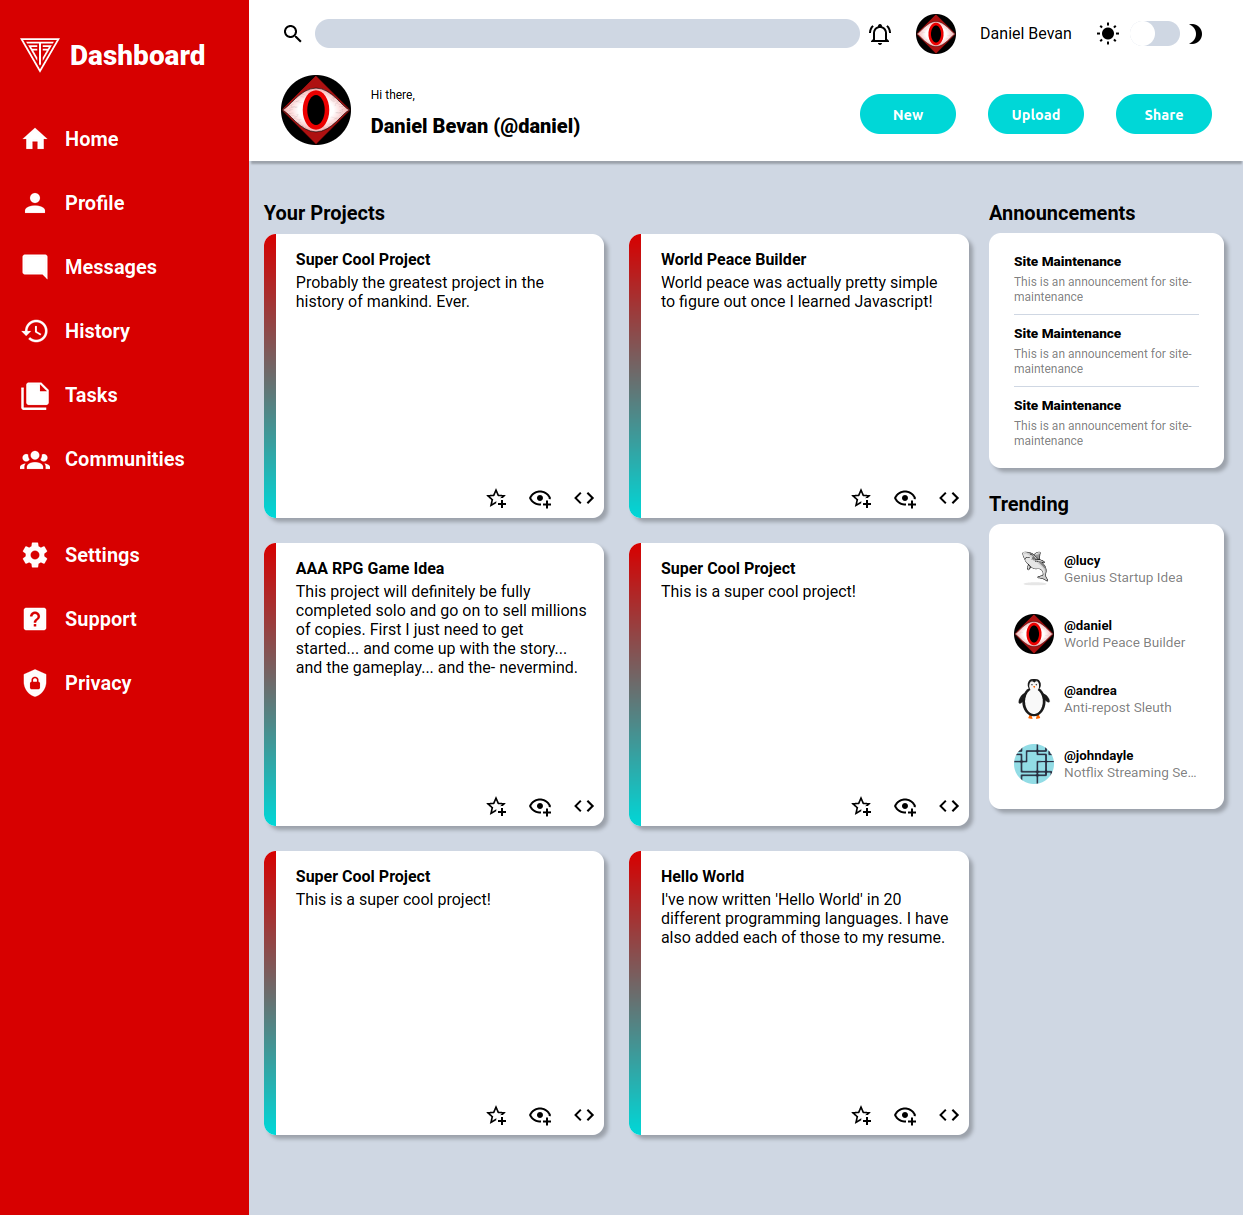 Dashboard
Home
Profile
Messages
History
Tasks
Communities
Settings
Support
Privacy
Daniel Bevan
Hi there,
Daniel Bevan (@daniel)
New
Upload
Share
Your Projects
Super Cool Project
Probably the greatest project in the
history of mankind. Ever.
World Peace Builder
World peace was actually pretty simple
to figure out once I learned Javascript!
AAA RPG Game Idea
This project will definitely be fully
completed solo and go on to sell millions
of copies. First I just need to get
started... and come up with the story...
and the gameplay... and the- nevermind.
Super Cool Project
This is a super cool project!
Super Cool Project
This is a super cool project!
Hello World
I've now written 'Hello World' in 20
different programming languages. I have
also added each of those to my resume.
Announcements
Site Maintenance
This is an announcement for site-
maintenance
Site Maintenance
This is an announcement for site-
maintenance
Site Maintenance
This is an announcement for site-
maintenance
Trending
@lucy
Genius Startup Idea
@daniel
World Peace Builder
@andrea
Anti-repost Sleuth
@johndayle
Notflix Streaming Se...